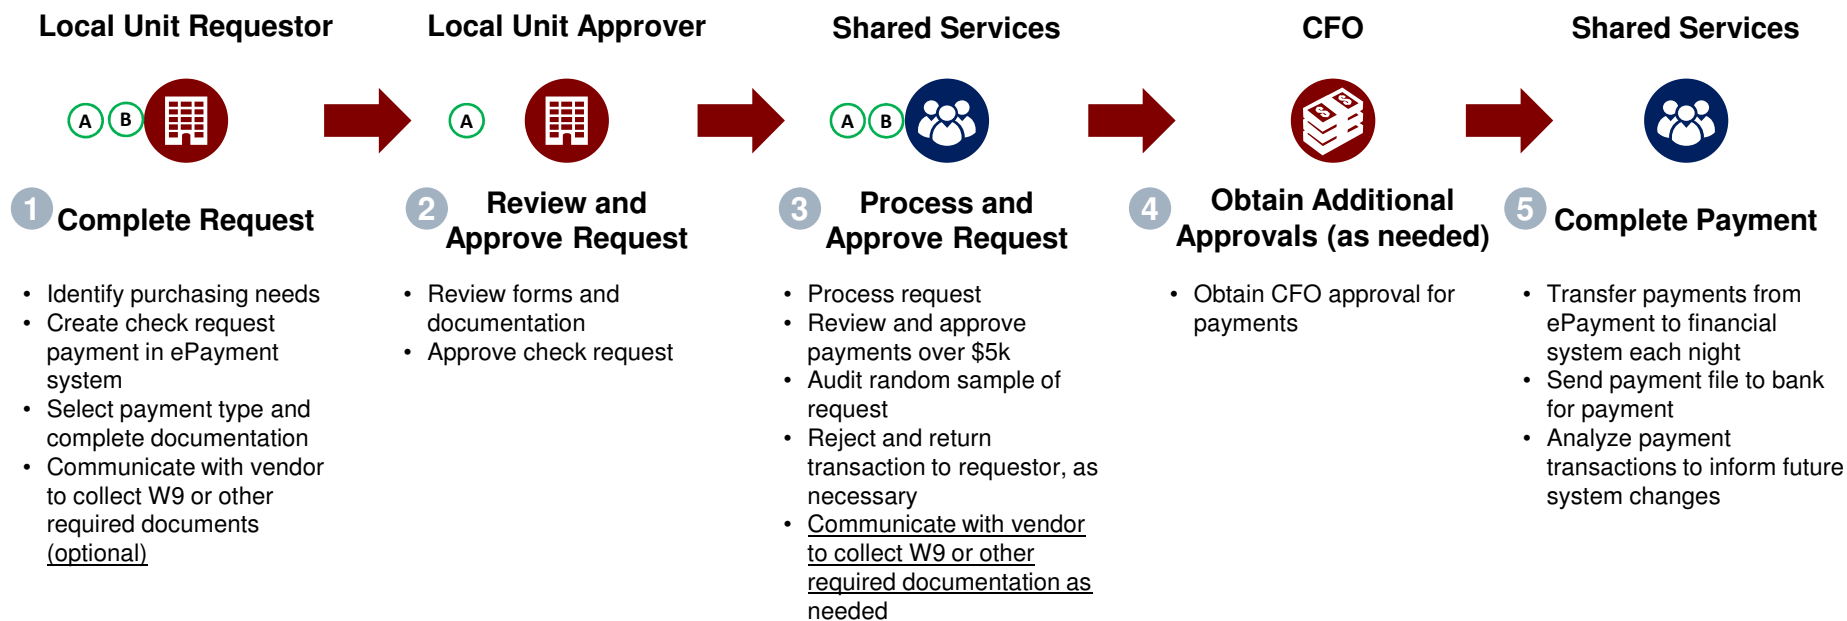 Local Unit Requestor
Local Unit Approver
Shared Services
CFO
Shared Services
A B
A
A B
1 Complete Request
2 Review and
Approve Request
3 Process and
Approve Request
4 Obtain Additional
Approvals (as needed)
5 Complete Payment
• Identify purchasing needs
• Create check request
payment in ePayment
system
• Select payment type and
complete documentation
• Communicate with vendor
to collect W9 or other
required documents
(optional)
• Review forms and
documentation
• Approve check request
• Process request
• Review and approve
payments over $5k
• Audit random sample of
request
• Reject and return
transaction to requestor, as
necessary
• Communicate with vendor
to collect W9 or other
required documentation as
needed
• Obtain CFO approval for
payments
• Transfer payments from
ePayment to financial
system each night
• Send payment file to bank
for payment
• Analyze payment
transactions to inform future
system changes